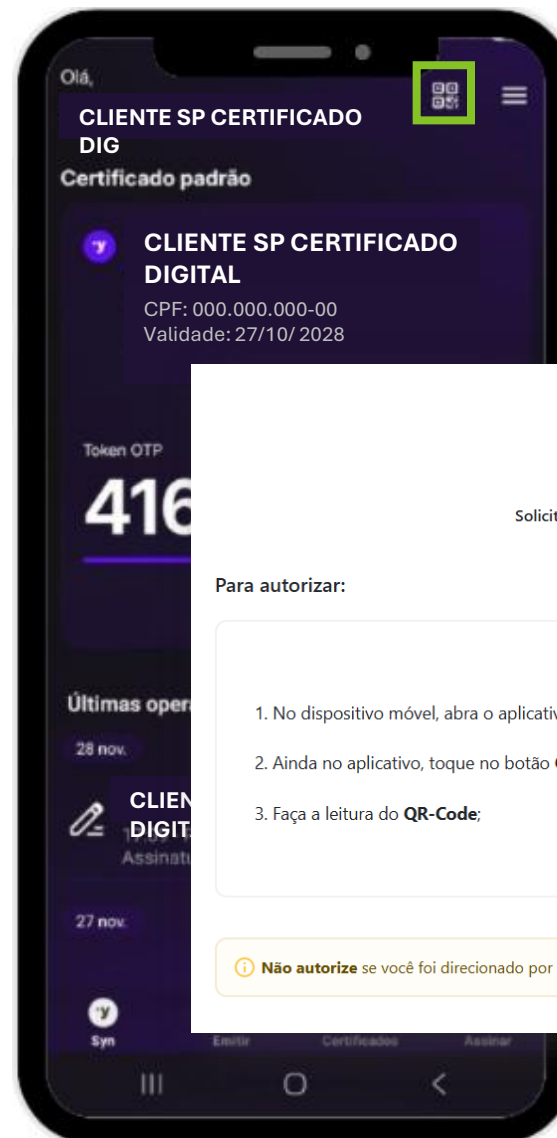 Olá,
CLIENTE SP CERTIFICADO
DIG
Certificado padrão
CLIENTE SP CERTIFICADO
DIGITAL
CPF: 000.000.000-00
Validade: 27/10/ 2028
Token OTP
416
Solicit
Para autorizar:
1. No dispositivo móvel, abra o aplicativ
2. Ainda no aplicativo, toque no botão
3. Faça a leitura do QR-Code;
Últimas oper
28 nov.
CLIEN
DIGIT
Assinatu
27 nov.
Não autorize se você foi direcionado por
Syn
Emitir
Certificados
Assinar